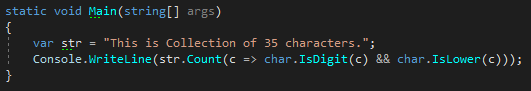 static void Main(string[] args)
{
var str = "This is Collection of 35 characters.";
Console.WriteLine(str.Count(c => char.IsDigit(c) && char.IsLower(c)));
}